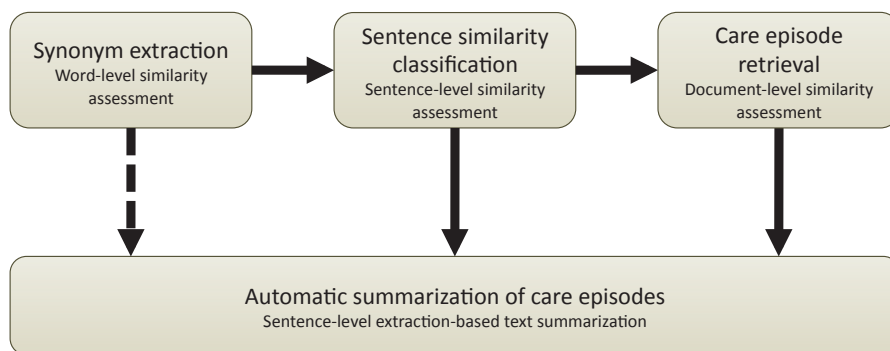 Synonym extraction
Word-level similarity
assessment
Sentence similarity
classification
Sentence-level similarity
assessment
Care episode
retrieval
Document-level similarity
assessment
Automatic summarization of care episodes
Sentence-level extraction-based text summarization